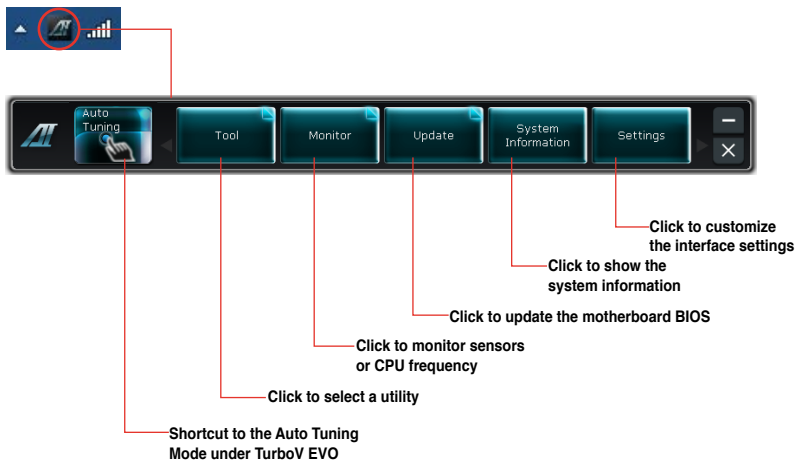 Auto
Tuning
Tool
Monitor
Update
System
Information
Settings
Click to customize
the interface settings
Click to show the
system information
Click to update the motherboard BIOS
Click to monitor sensors
or CPU frequency
Click to select a utility
Shortcut to the Auto Tuning
Mode under TurboV EVO